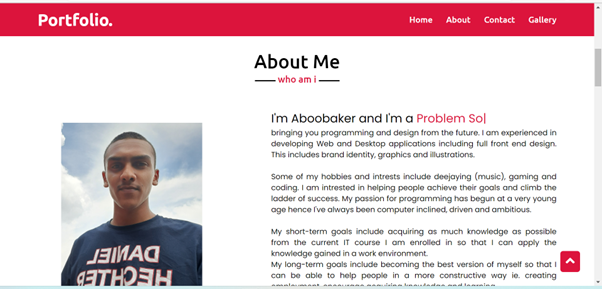 Portfolio.
Home About Contact Gallery
About Me
who am i
I'm Aboobaker and I'm a Problem Sol
bringing you programming and design from the future. I am experienced in
developing Web and Desktop applications including full front end design.
This includes brand identity, graphics and illustrations.
Some of my hobbies and intrests include deejaying (music), gaming and
coding. I am intrested in helping people achieve their goals and climb the
ladder of success. My passion for programming has begun at a very young
age hence I've always been computer inclined, driven and ambitious.
My short-term goals include acquiring as much knowledge as possible
from the current IT course I am enrolled in so that I can apply the
knowledge gained in a work environment.
My long-term goals include becoming the best version of myself so that I
can be able to help people in a more constructive way ie. creating
employment, encourage acquiring knowledge and learning
DANIEL
HECHTER